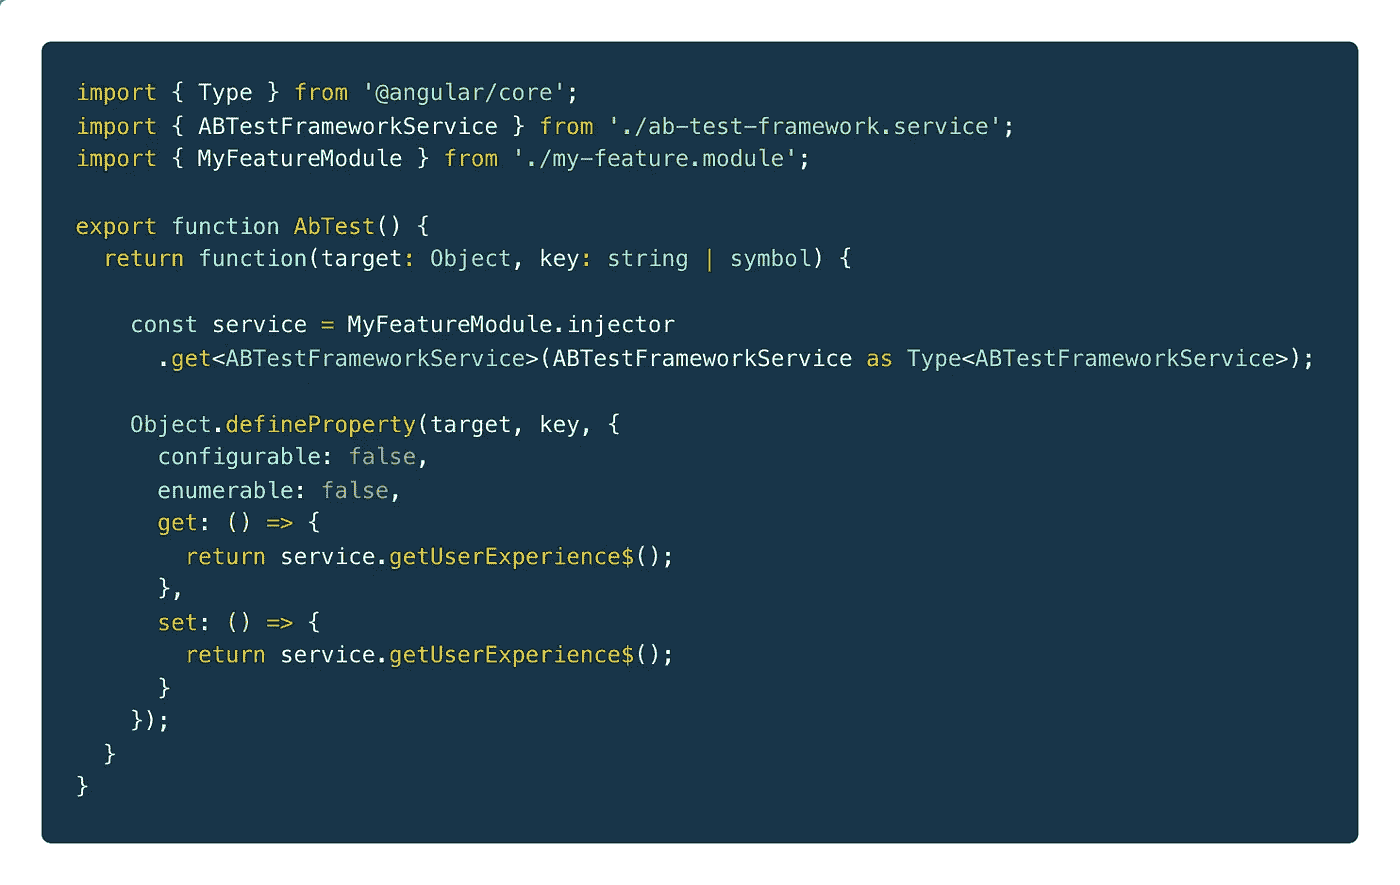 import { Type } from '@angular/core';
import { ABTestFrameworkService } from './ab-test-framework.service';
import { MyFeatureModule } from './my-feature.module';
export function AbTest() {
return function(target: Object, key: string | symbol) {
const service = MyFeatureModule.injector
.get<ABTestFrameworkService>(ABTestFrameworkService as Type<ABTestFrameworkService>);
Object.defineProperty(target, key, {
configurable: false,
enumerable: false,
get: () => {
return service.getUserExperience$();
},
set: () => {
return service.getUserExperience$();
}
});
}
}